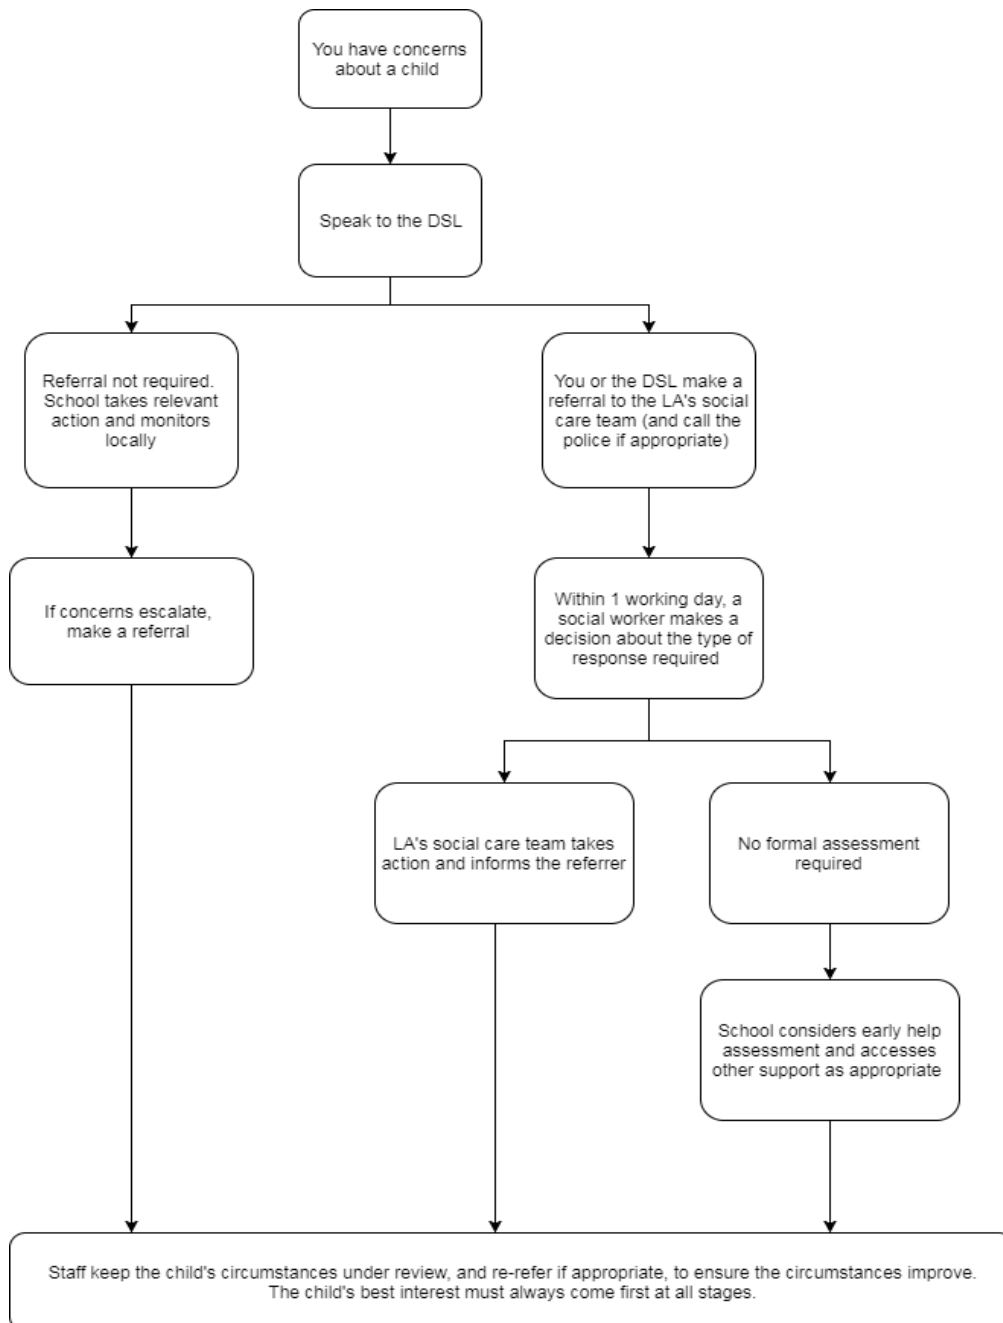 You have concerns
about a child
Speak to the DSL
Referral not required.
School takes relevant
action and monitors
locally
You or the DSL make a
referral to the LA's social
care team (and call the
police if appropriate)
If concerns escalate,
make a referral
Within 1 working day, a
social worker makes a
decision about the type of
response required
LA's social care team takes
action and informs the referrer
No formal assessment
required
School considers early help
assessment and accesses
other support as appropriate
Staff keep the child's circumstances under review, and re-refer if appropriate, to ensure the circumstances improve.
The child's best interest must always come first at all stages.